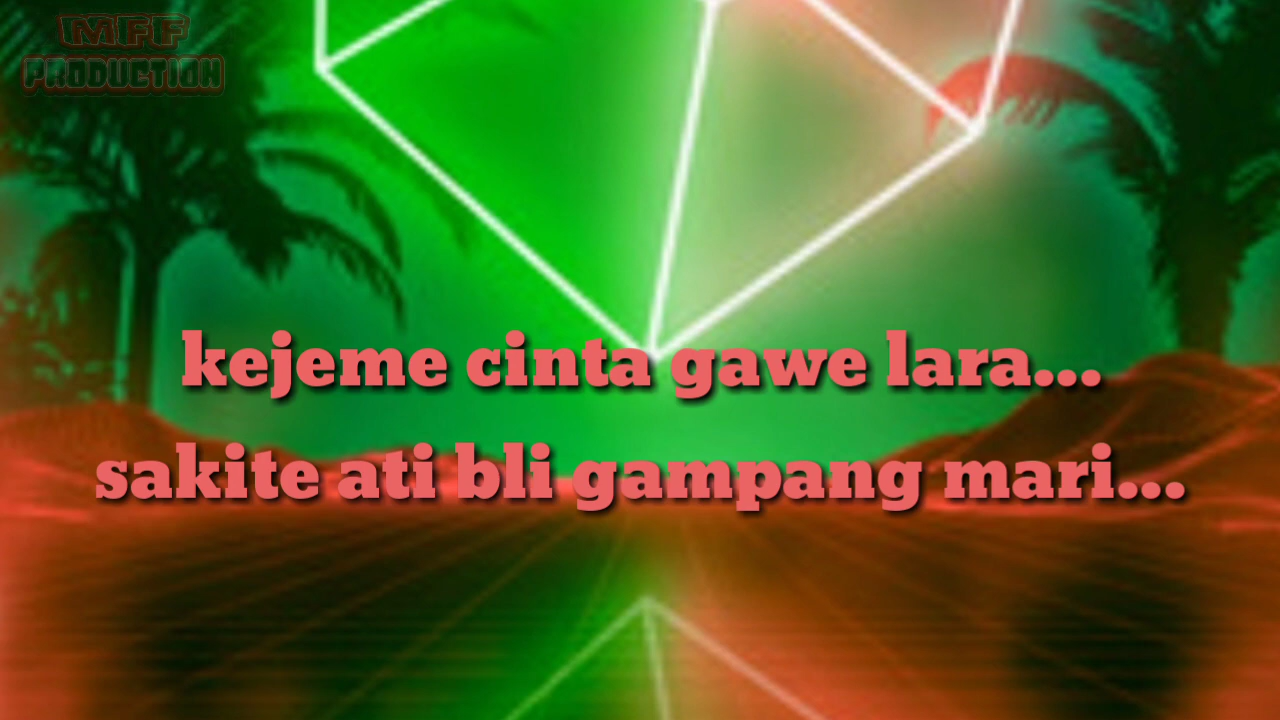 MFF
PRODUCTION
kejeme cinta gawe lara...
sakite ati bli gampang mari...